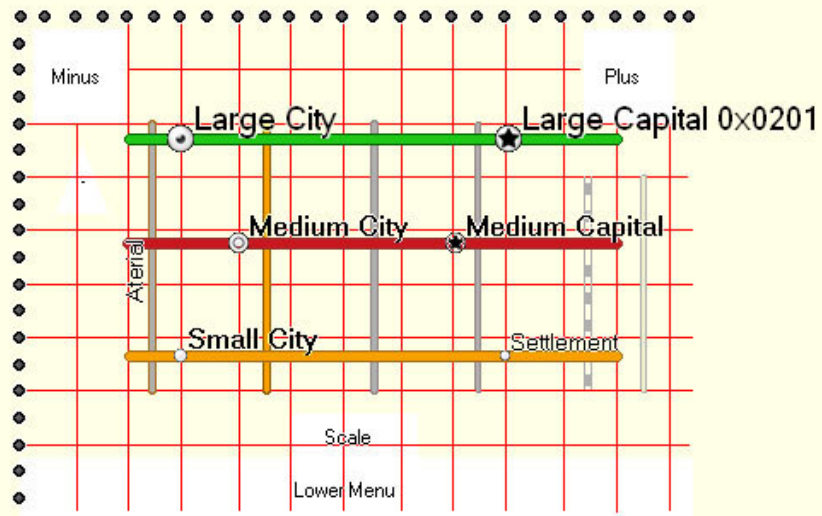 Minus
Plus
Large City
Large Capital 0x0201
Medium City
Medium Capital
Aterial
Small City
Settlement
Scale
Lower Menu